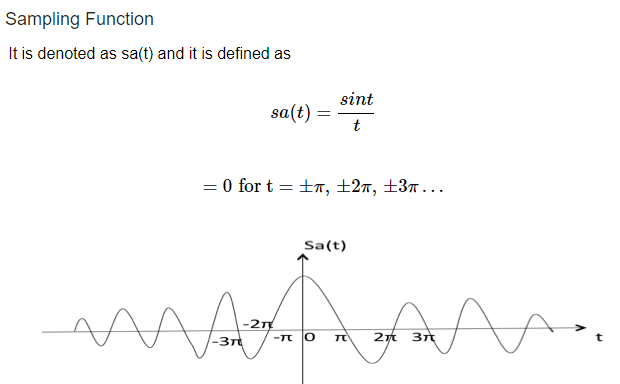 Sampling Function
It is denoted as sa(t) and it is defined as
sa(t) = sint/t
= 0 for t = ±π, ±2π, ±3π . . .
Sa(t)
-3π -2π -π 0 π 2π 3π t